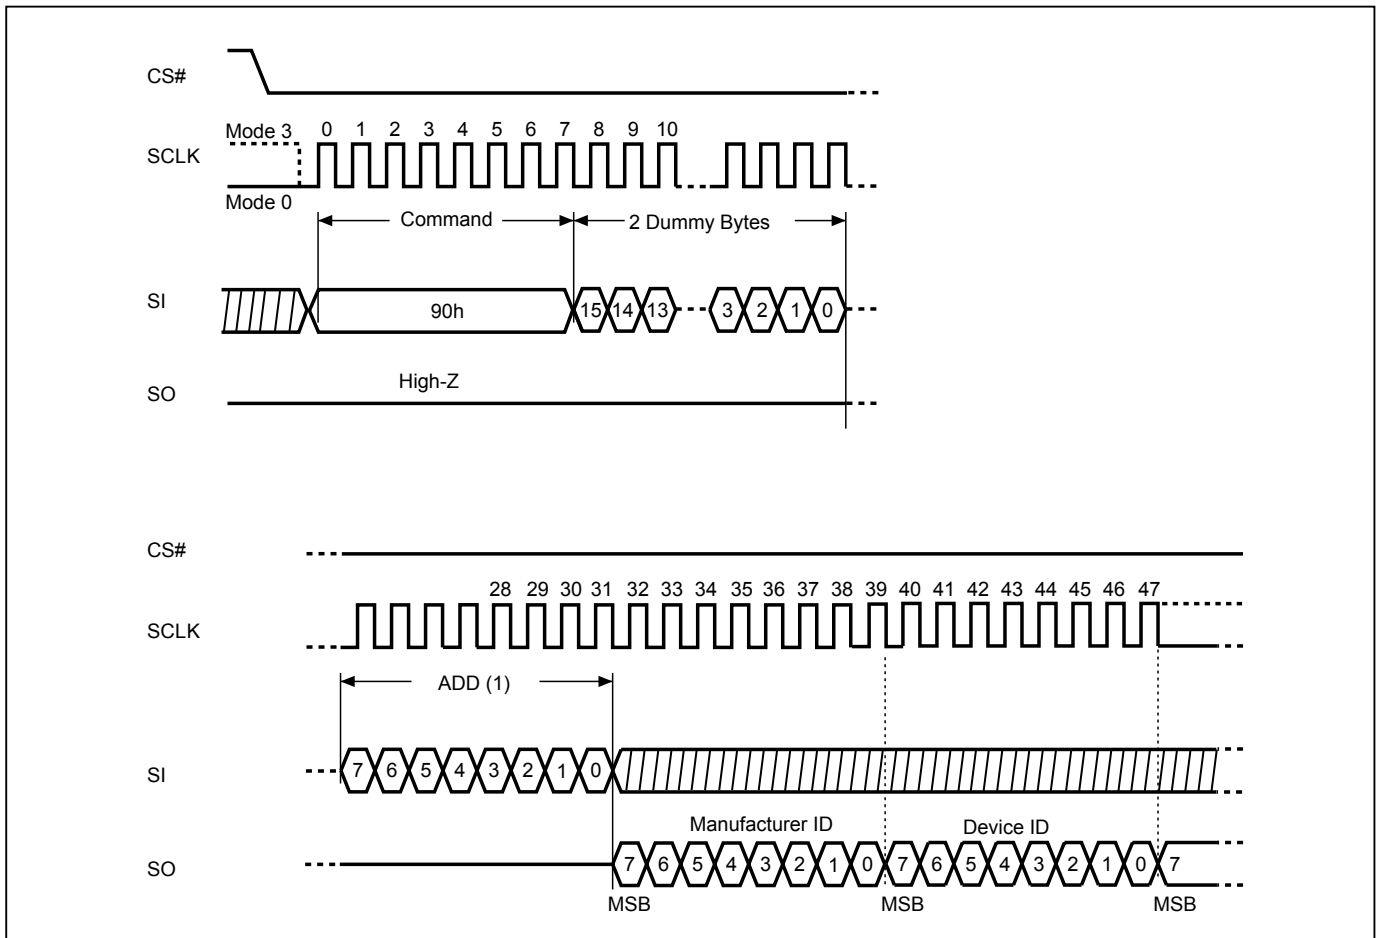 CS#
Mode 3 0 1 2 3 4 5 6 7 8 9 10
SCLK
Mode 0
Command 2 Dummy Bytes
SI 90h 15 14 13 3 2 1 0
High-Z
SO
CS#
28 29 30 31 32 33 34 35 36 37 38 39 40 41 42 43 44 45 46 47
SCLK
ADD (1)
SI 7 6 5 4 3 2 1 0
Manufacturer ID Device ID
SO 7 6 5 4 3 2 1 0 7 6 5 4 3 2 1 0 7
MSB MSB MSB